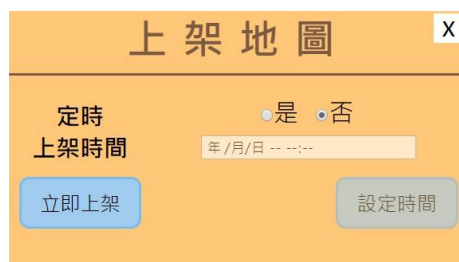 上架地圖 X
定時 是 否
上架時間 年 /月/日 -- --:--
立即上架 設定時間